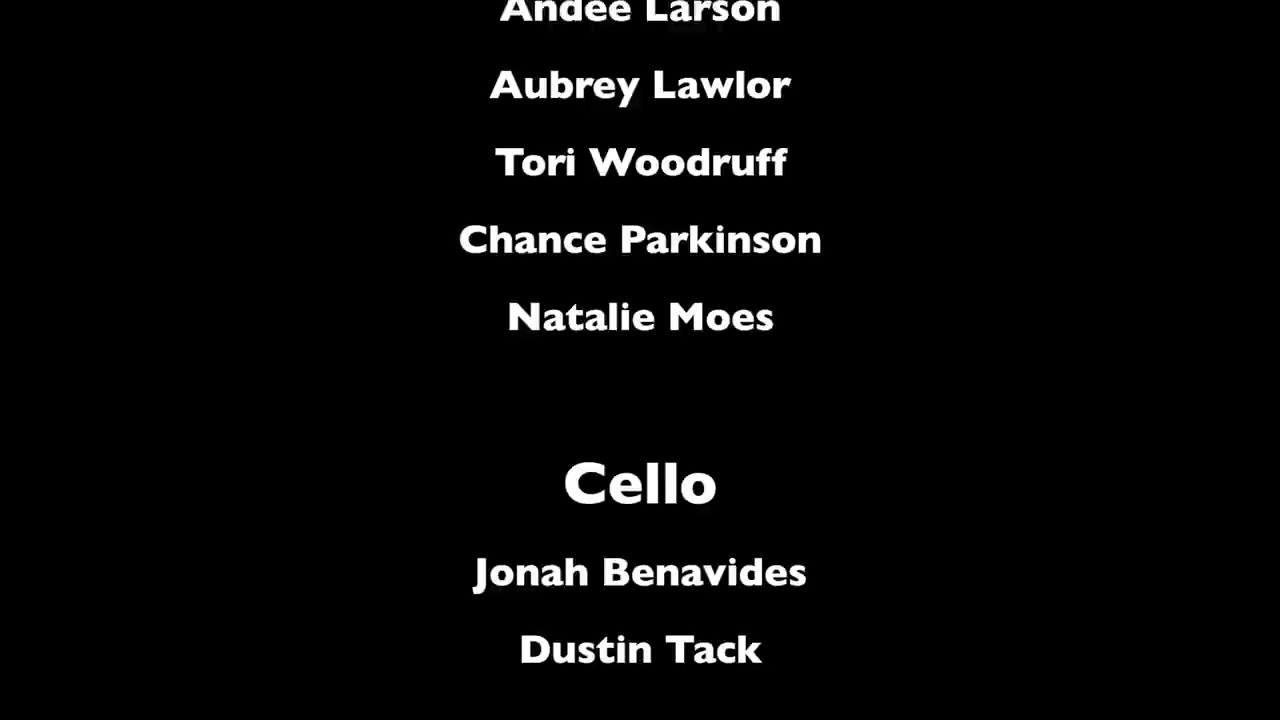 Andee Larson
Aubrey Lawlor
Tori Woodruff
Chance Parkinson
Natalie Moes
Cello
Jonah Benavides
Dustin Tack